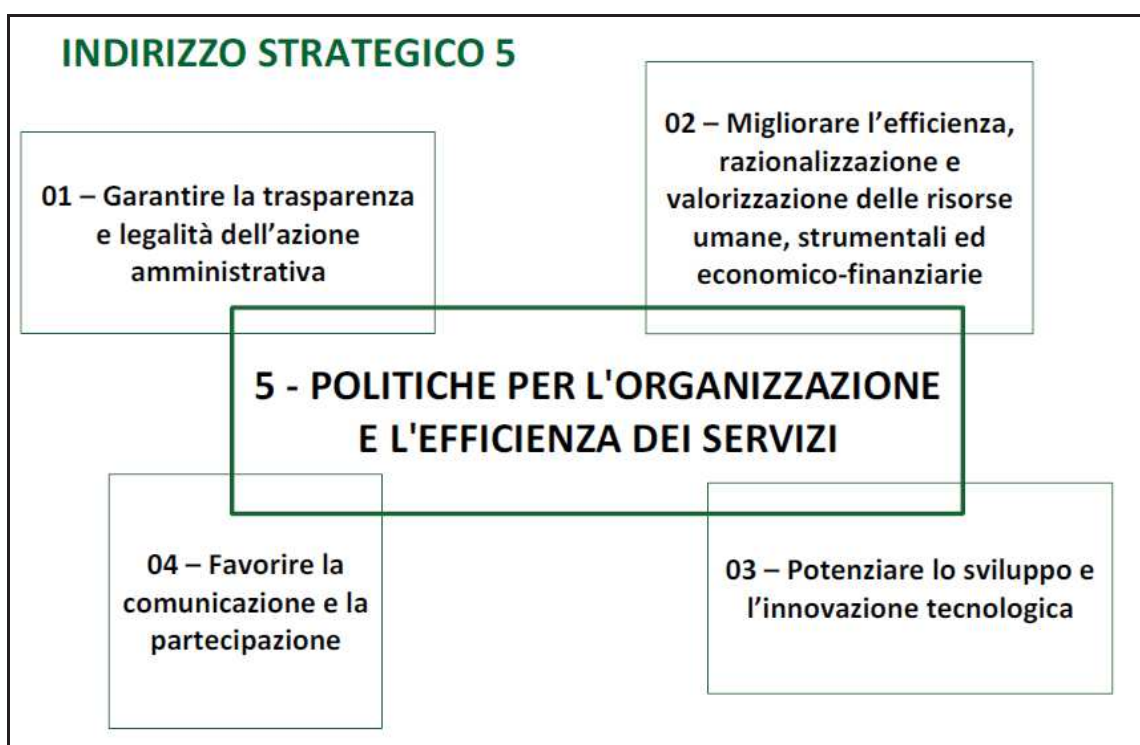 INDIRIZZO STRATEGICO 5
01 – Garantire la trasparenza
e legalità dell’azione
amministrativa
02 – Migliorare l’efficienza,
razionalizzazione e
valorizzazione delle risorse
umane, strumentali ed
economico-finanziarie
5 - POLITICHE PER L'ORGANIZZAZIONE
E L'EFFICIENZA DEI SERVIZI
04 – Favorire la
comunicazione e la
partecipazione
03 – Potenziare lo sviluppo e
l’innovazione tecnologica